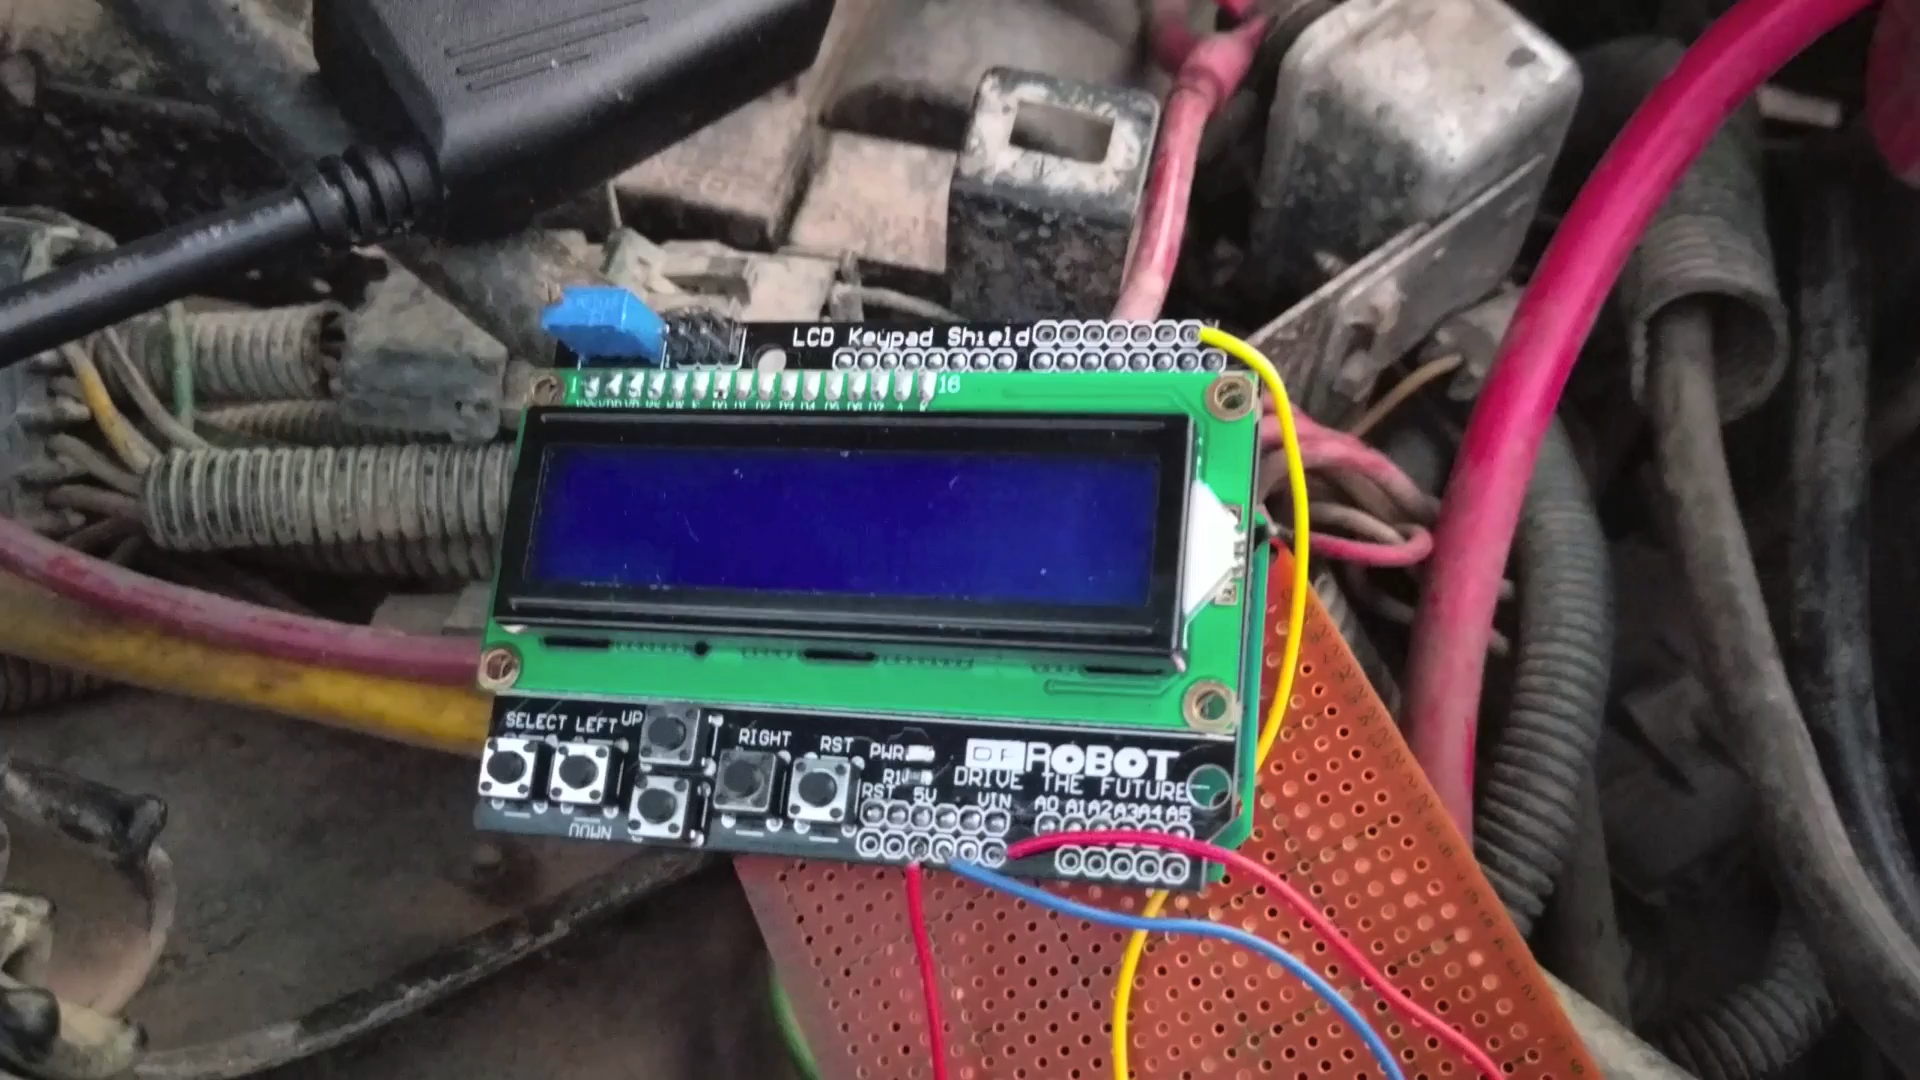 LCD Keypad Shield
1
16
SELECT LEFT UP
RIGHT
RST
DOWN
PWR
DFROBOT
DRIVE THE FUTURE
RST 5V VIN
A0 A1 A2 A3 A4 A5